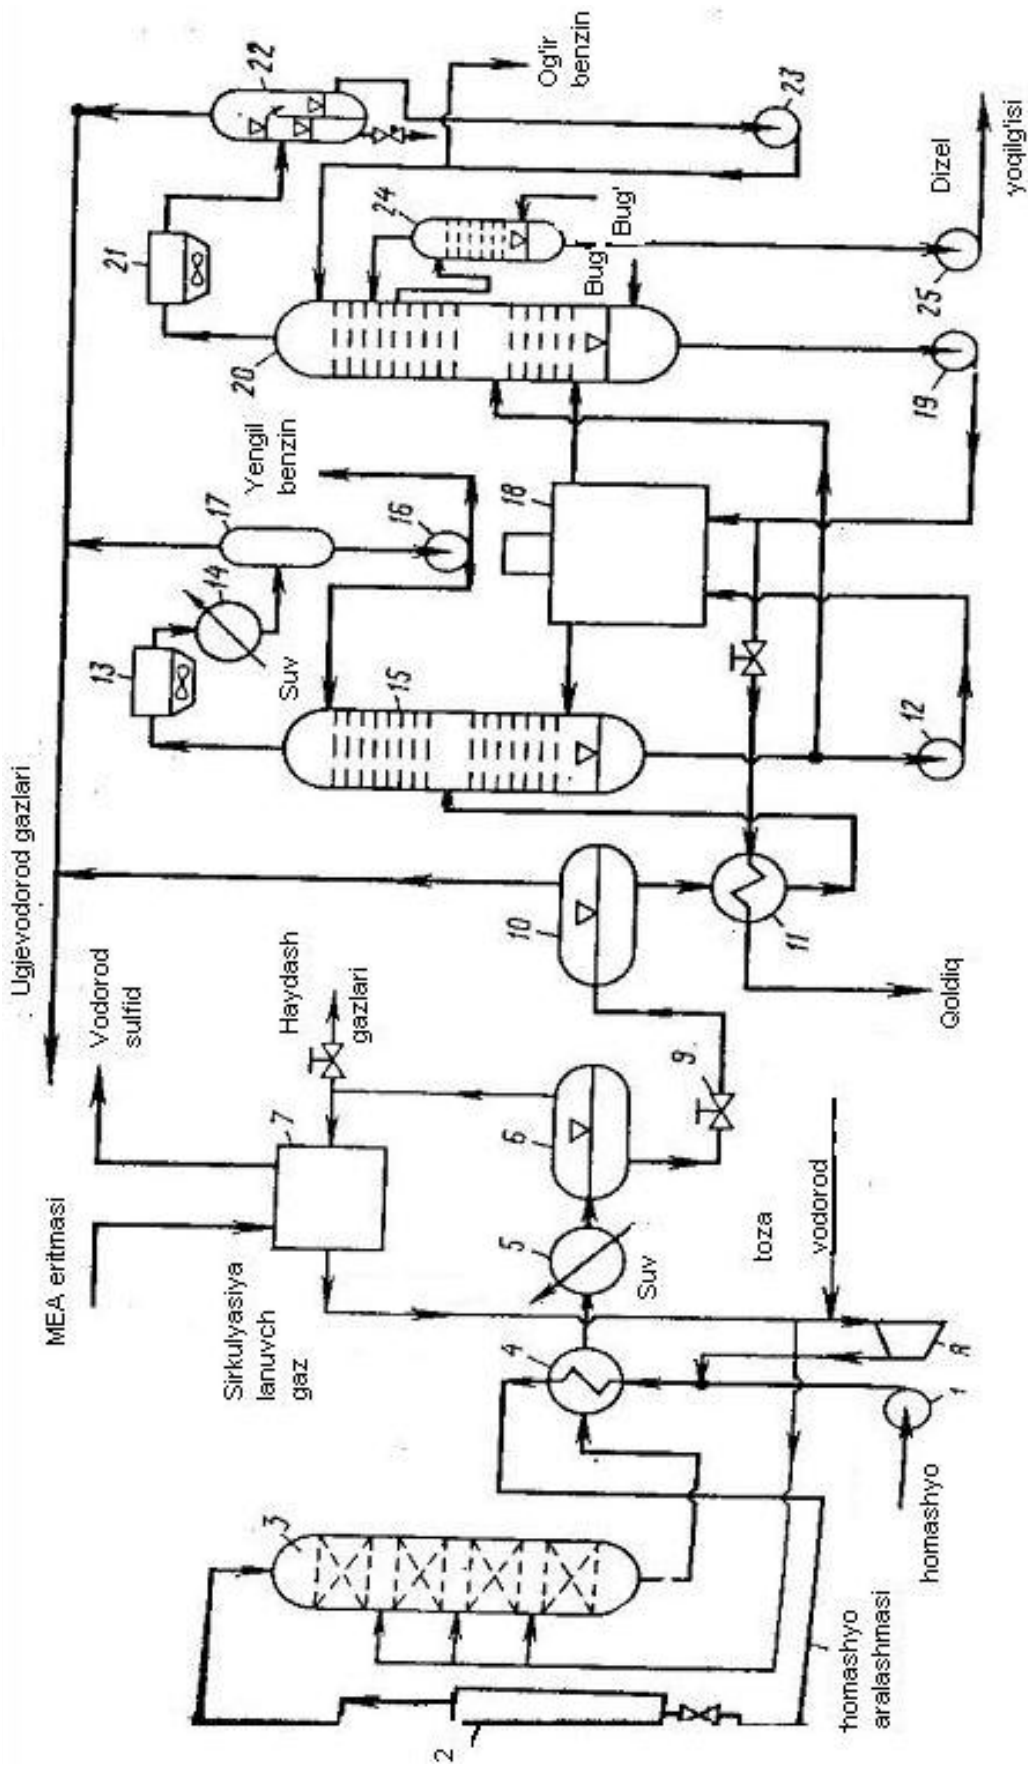 Ugjevodorod gazlari
MEA eritmasi
Vodorod
sulfid
Haydash
gazlari
Sirkulyasiya
lanuvch
gaz
Yengil
benzin
Og'ir
benzin
Suv
Suv
Bug'
Bug'
Dizel
yoqilg'isi
Qoldiq
toza
vodorod
homashyo
homashyo
aralashmasi
1
2
3
4
5
6
7
9
10
11
12
13
14
15
16
17
18
19
20
21
22
23
24
25